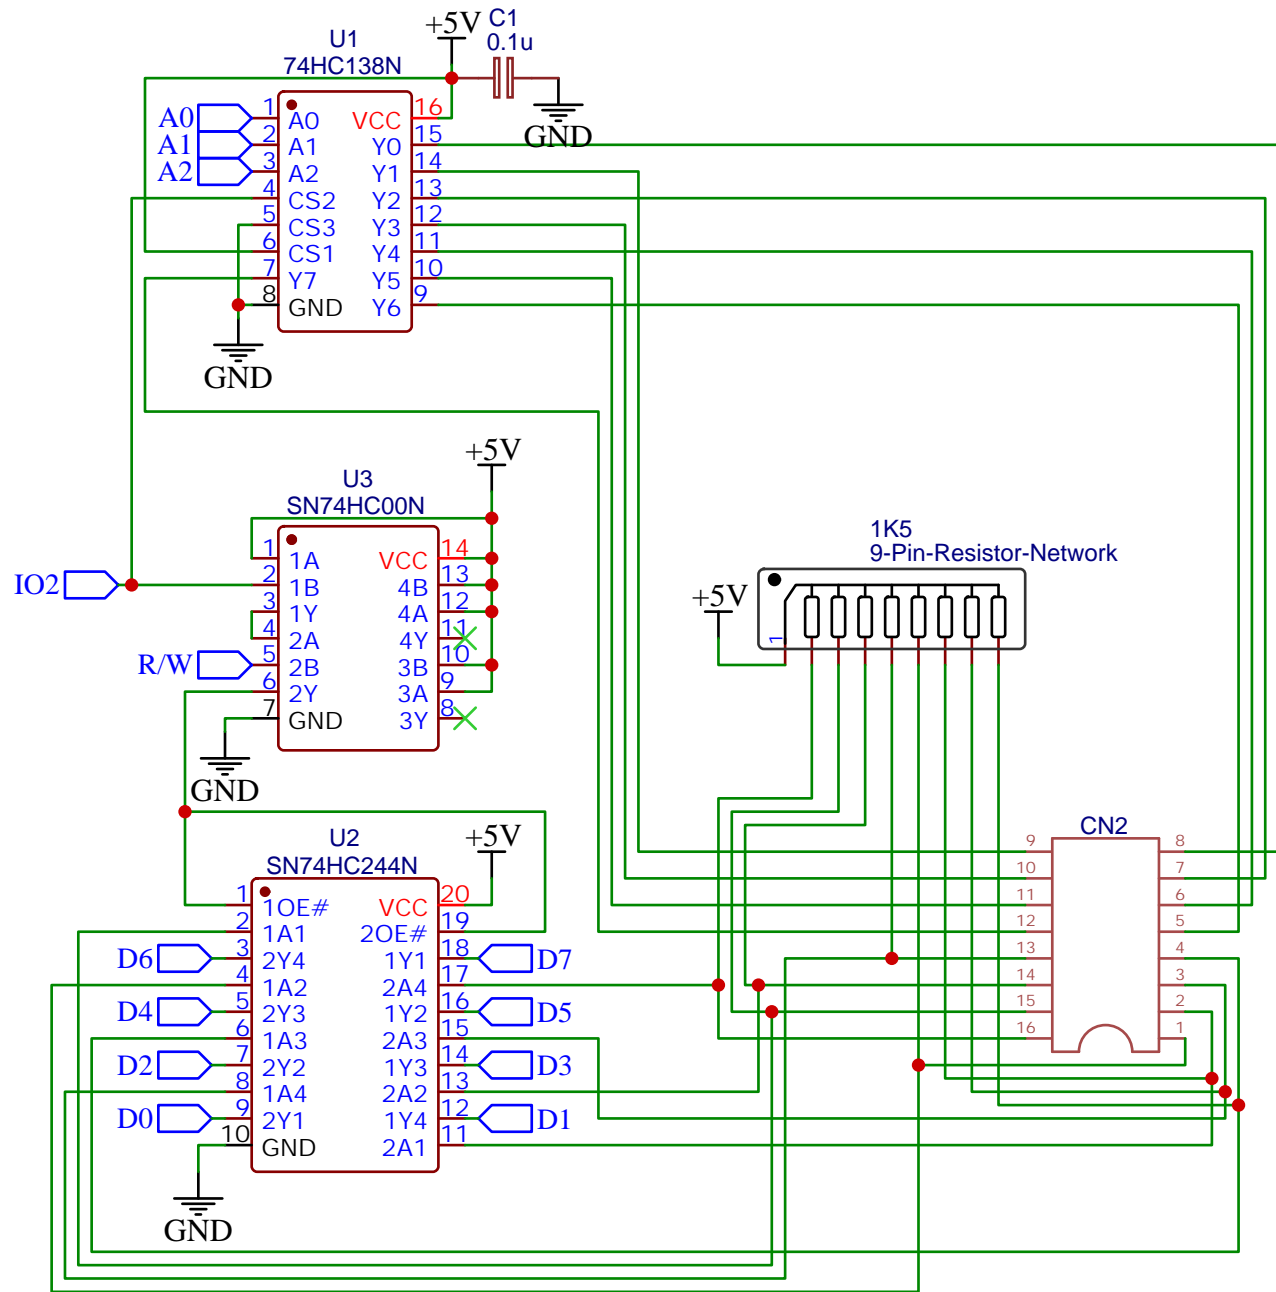 +5V
C1
0.1u
GND
U1
74HC138N
A0
A1
A2
1 A0 VCC 16
2 A1 Y0 15
3 A2 Y1 14
4 CS2 Y2 13
5 CS3 Y3 12
6 CS1 Y4 11
7 Y7 Y5 10
8 GND Y6 9
GND
+5V
U3
SN74HC00N
IO2
R/W
1 1A VCC 14
2 1B 4B 13
3 1Y 4A 12
4 2A 4Y 11
5 2B 3B 10
6 2Y 3A 9
7 GND 3Y 8
GND
1K5
9-Pin-Resistor-Network
+5V
1
U2
SN74HC244N
+5V
1 1OE# VCC 20
2 1A1 2OE# 19
D6 3 2Y4 1Y1 18 D7
4 1A2 2A4 17
D4 5 2Y3 1Y2 16 D5
6 1A3 2A3 15
D2 7 2Y2 1Y3 14 D3
8 1A4 2A2 13
D0 9 2Y1 1Y4 12 D1
10 GND 2A1 11
GND
CN2
9 8
10 7
11 6
12 5
13 4
14 3
15 2
16 1